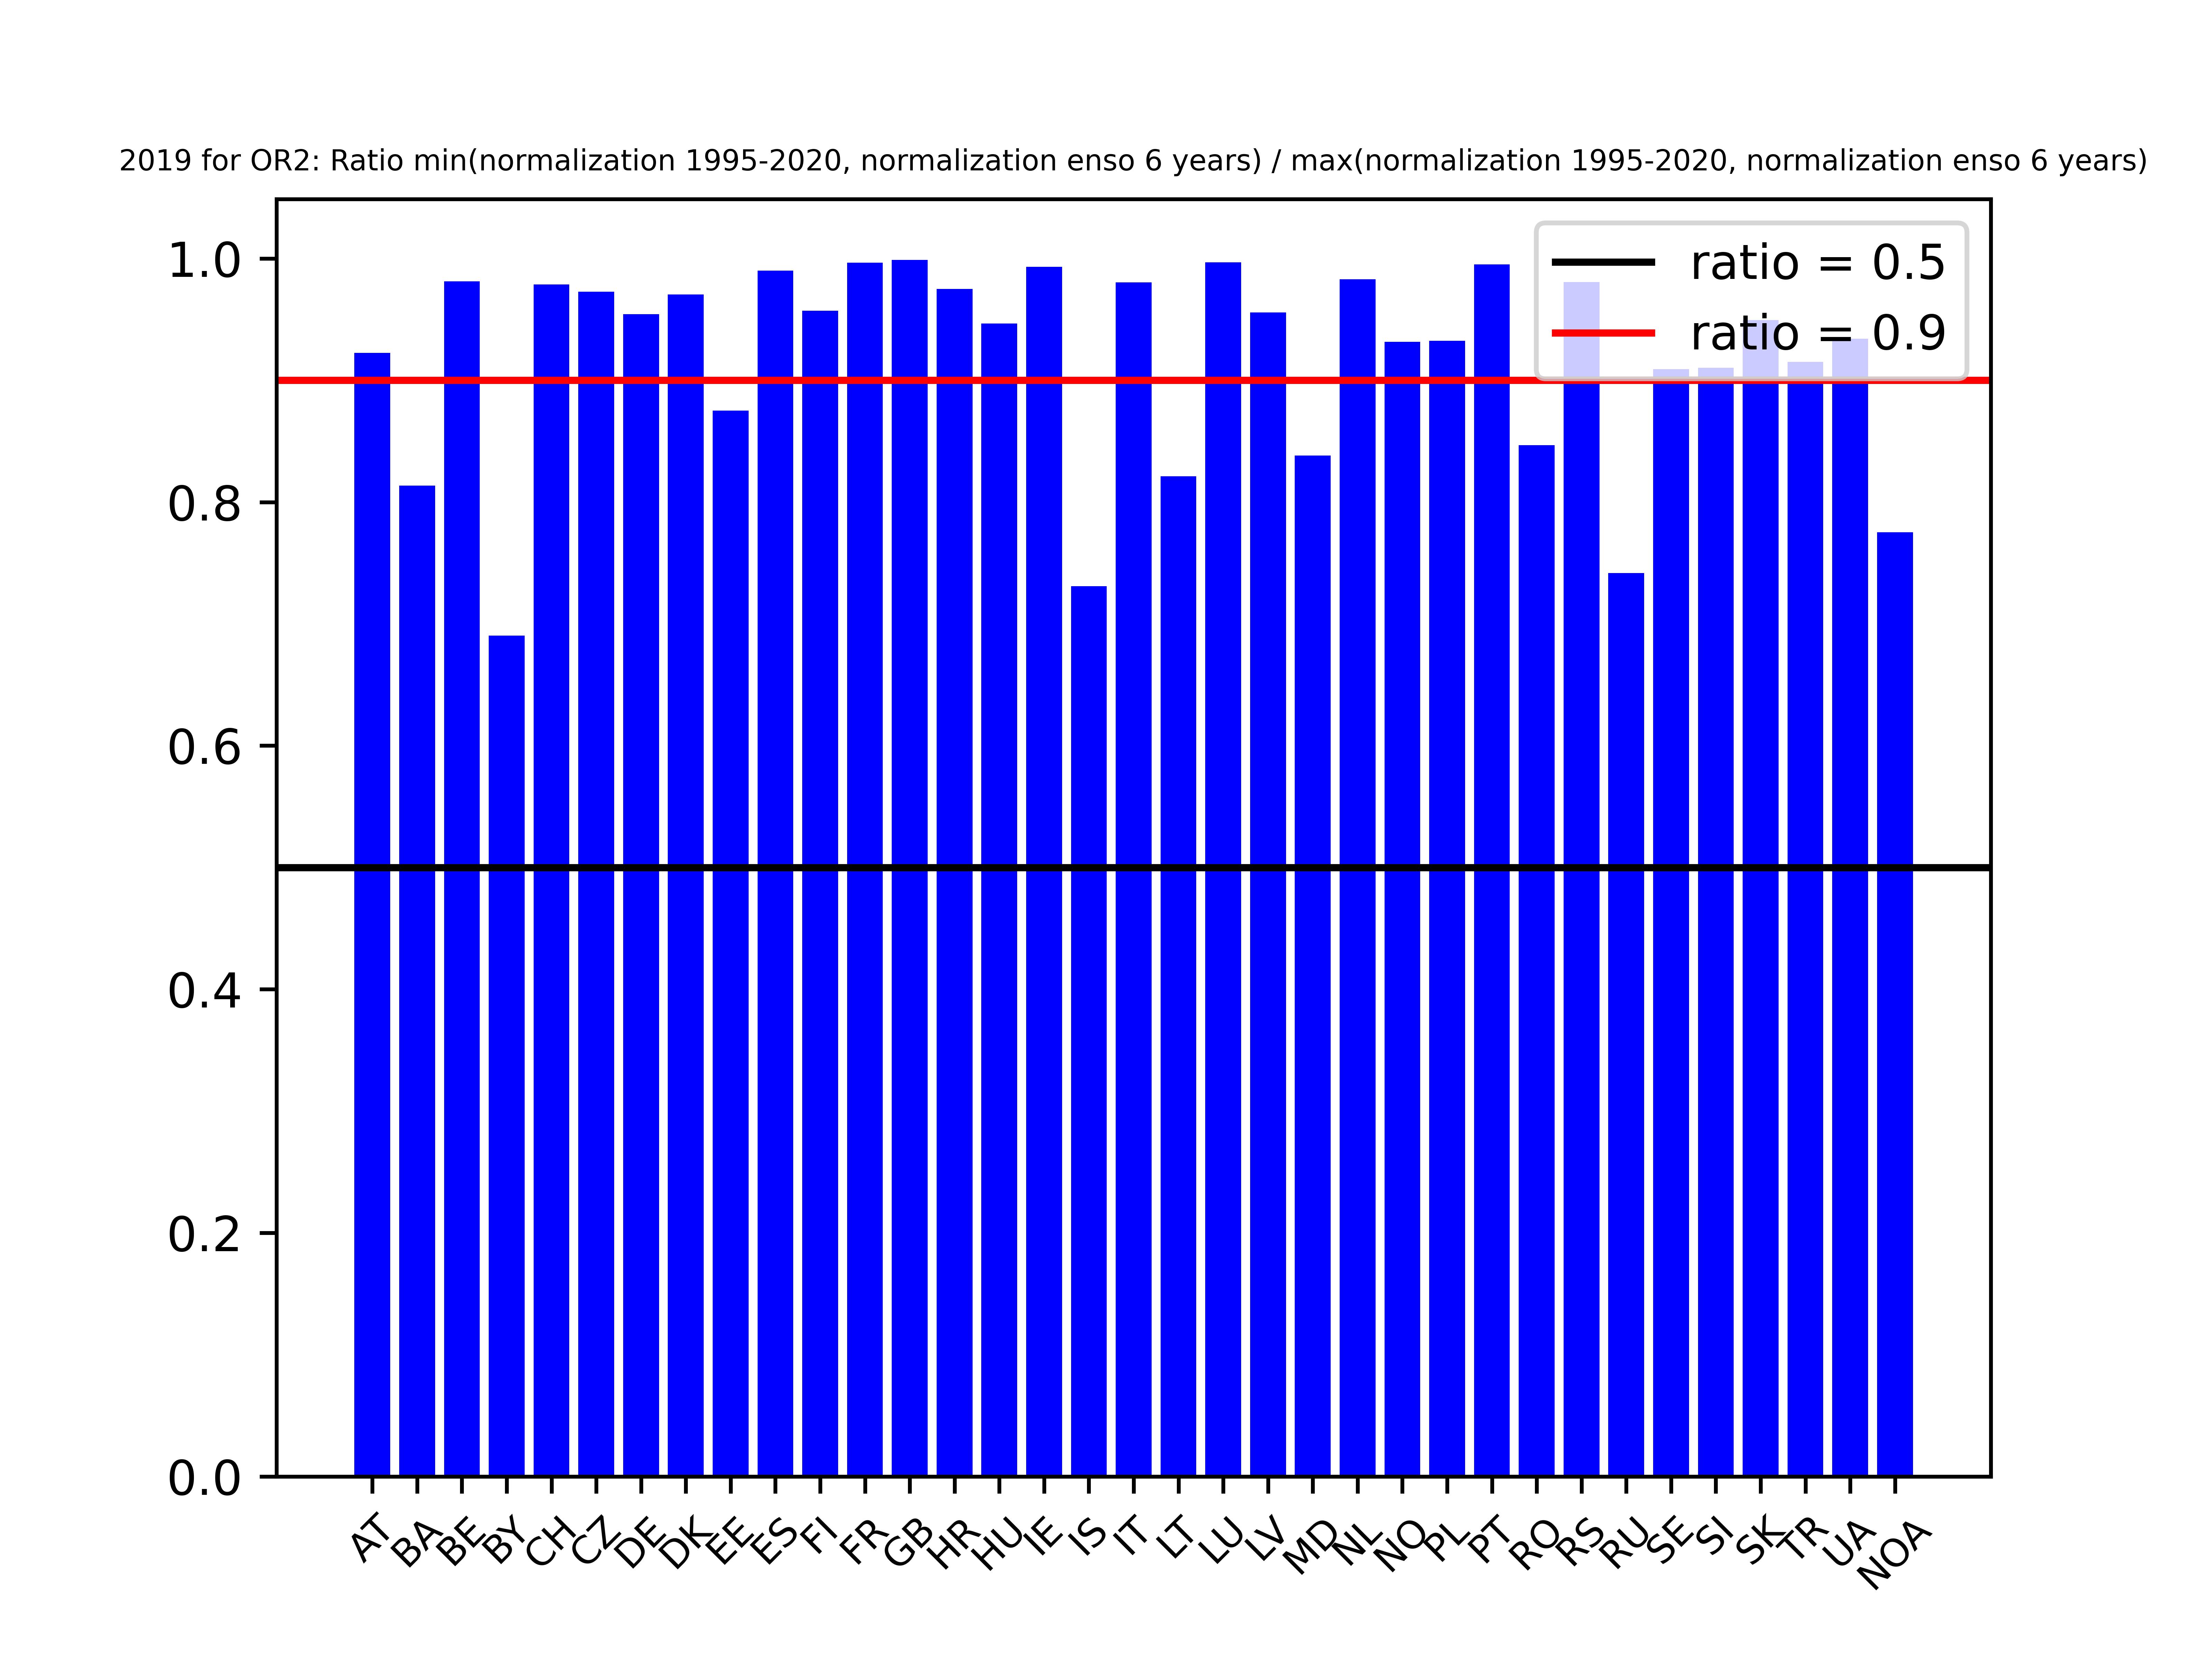 2019 for OR2: Ratio min(normalization 1995-2020, normalization enso 6 years) / max(normalization 1995-2020, normalization enso 6 years)
1.0
0.8
0.6
0.4
0.2
0.0
ratio = 0.5
ratio = 0.9
AT BA BE BY CH CZ DE DK EE ES FI FR GB HR HU IE IS IT LT LU LV MD NL NO PL PT RO RS RU SE SI SK TR UA NOA